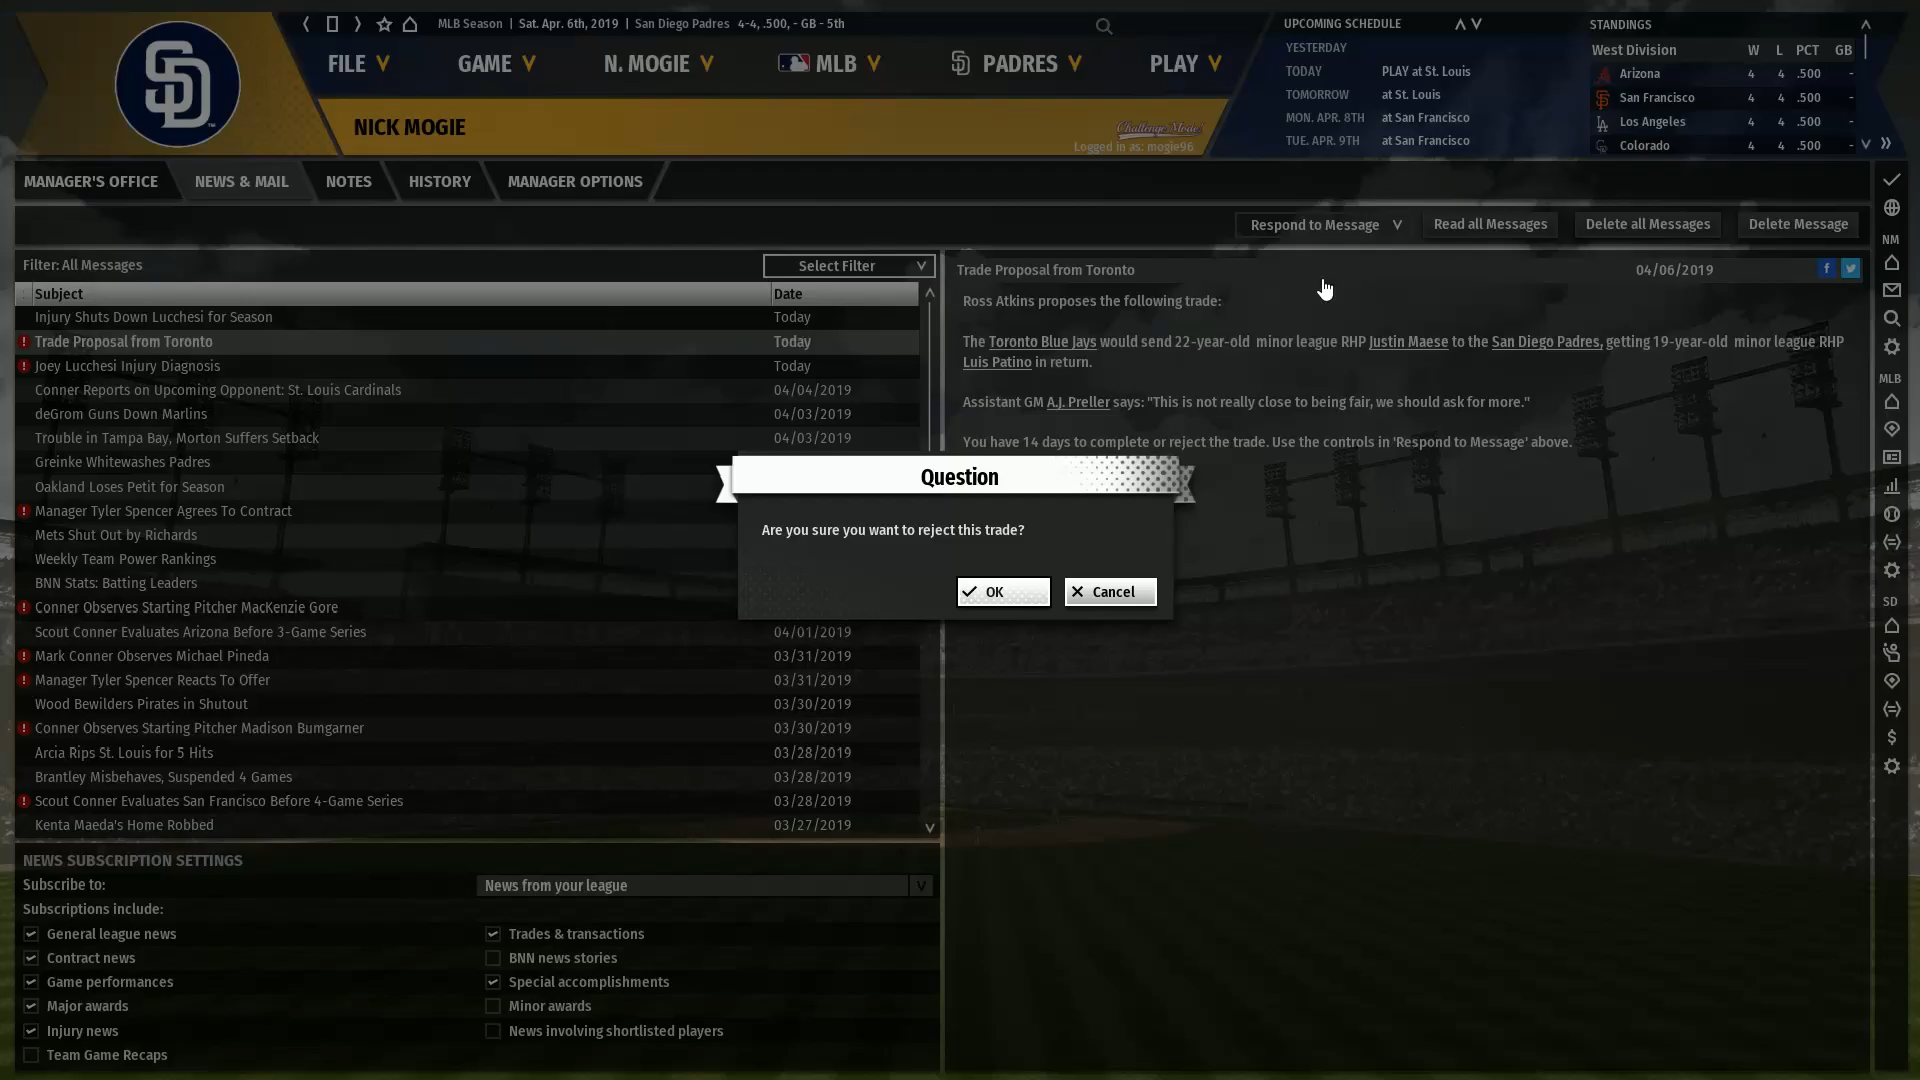 MLB Season | Sat. Apr. 6th, 2019 | San Diego Padres 4-4, .500, - GB - 5th
FILE GAME N. MOGIE MLB PADRES PLAY
NICK MOGIE
Challenge Mode!
Logged in as: mogie96
UPCOMING SCHEDULE
YESTERDAY
TODAY PLAY at St. Louis
TOMORROW at St. Louis
MON. APR. 8TH at San Francisco
TUE. APR. 9TH at San Francisco
STANDINGS
West Division W L PCT GB
Arizona 4 4 .500 -
San Francisco 4 4 .500 -
Los Angeles 4 4 .500 -
Colorado 4 4 .500 -
MANAGER'S OFFICE NEWS & MAIL NOTES HISTORY MANAGER OPTIONS
Respond to Message Read all Messages Delete all Messages Delete Message
Filter: All Messages Select Filter
Subject Date
Injury Shuts Down Lucchesi for Season Today
Trade Proposal from Toronto Today
Joey Lucchesi Injury Diagnosis Today
Conner Reports on Upcoming Opponent: St. Louis Cardinals 04/04/2019
deGrom Guns Down Marlins 04/03/2019
Trouble in Tampa Bay, Morton Suffers Setback 04/03/2019
Greinke Whitewashes Padres
Oakland Loses Petit for Season
Manager Tyler Spencer Agrees To Contract
Mets Shut Out by Richards
Weekly Team Power Rankings
BNN Stats: Batting Leaders
Conner Observes Starting Pitcher MacKenzie Gore
Scout Conner Evaluates Arizona Before 3-Game Series 04/01/2019
Mark Conner Observes Michael Pineda 03/31/2019
Manager Tyler Spencer Reacts To Offer 03/31/2019
Wood Bewilders Pirates in Shutout 03/30/2019
Conner Observes Starting Pitcher Madison Bumgarner 03/30/2019
Arcia Rips St. Louis for 5 Hits 03/28/2019
Brantley Misbehaves, Suspended 4 Games 03/28/2019
Scout Conner Evaluates San Francisco Before 4-Game Series 03/28/2019
Kenta Maeda's Home Robbed 03/27/2019
Trade Proposal from Toronto 04/06/2019
Ross Atkins proposes the following trade:
The Toronto Blue Jays would send 22-year-old minor league RHP Justin Maese to the San Diego Padres, getting 19-year-old minor league RHP
Luis Patino in return.
Assistant GM A.J. Preller says: "This is not really close to being fair, we should ask for more."
You have 14 days to complete or reject the trade. Use the controls in 'Respond to Message' above.
Question
Are you sure you want to reject this trade?
OK Cancel
NEWS SUBSCRIPTION SETTINGS
Subscribe to: News from your league
Subscriptions include:
General league news Trades & transactions
Contract news BNN news stories
Game performances Special accomplishments
Major awards Minor awards
Injury news News involving shortlisted players
Team Game Recaps
NM
MLB
SD